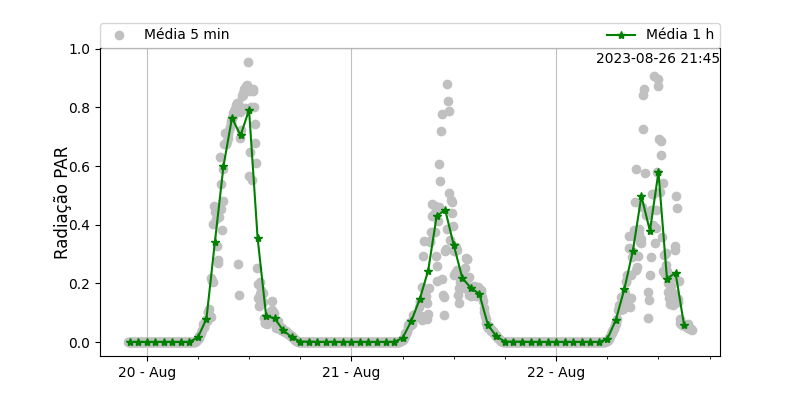 Média 5 min
Média 1 h
2023-08-26 21:45
Radiação PAR
1.0
0.8
0.6
0.4
0.2
0.0
20 - Aug
21 - Aug
22 - Aug